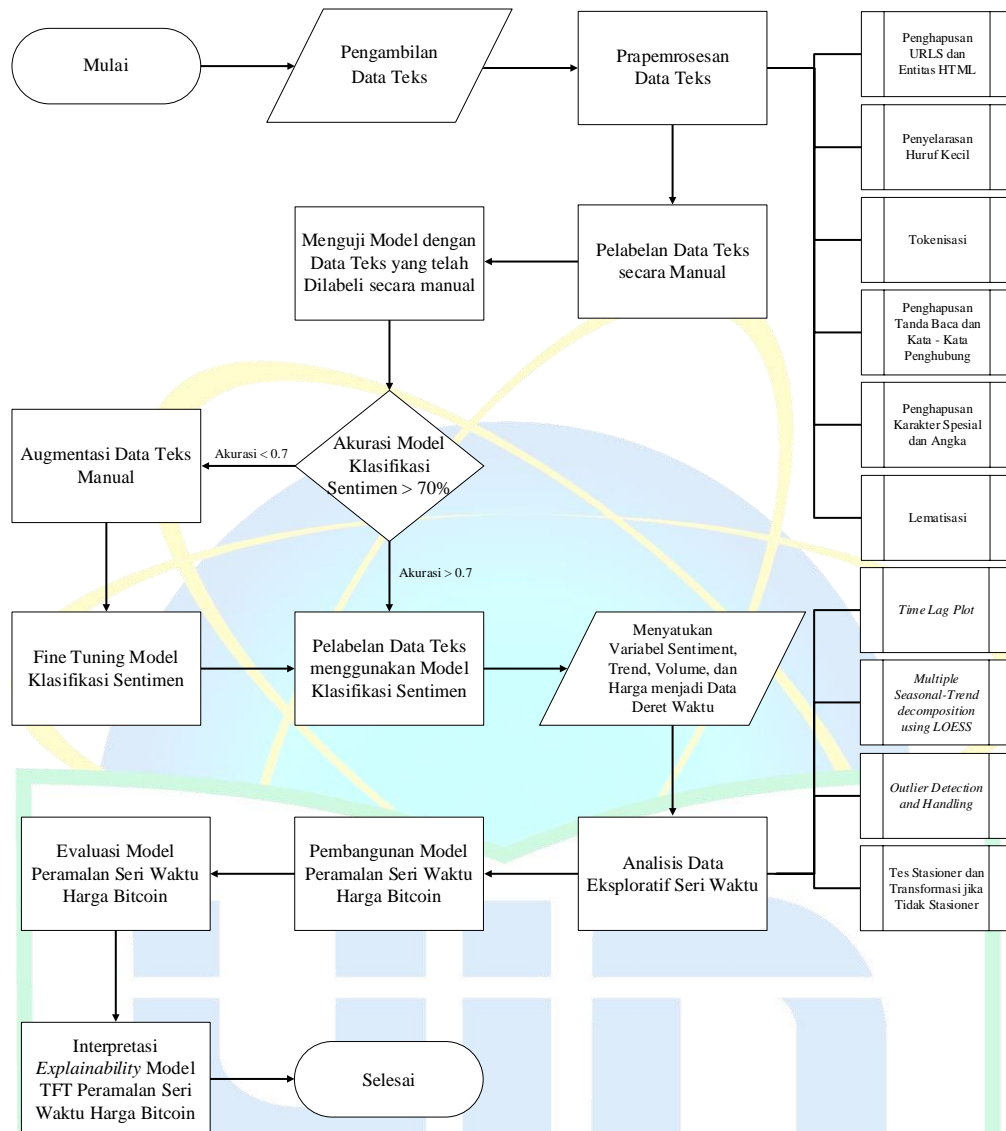 Mulai
Pengambilan
Data Teks
Prapemrosesan
Data Teks
Penghapusan
URLS dan
Entitas HTML
Penyelarasan
Huruf Kecil
Tokenisasi
Penghapusan
Tanda Baca dan
Kata - Kata
Penghubung
Penghapusan
Karakter Spesial
dan Angka
Lematisasi
Pelabelan Data Teks
secara Manual
Menguji Model dengan
Data Teks yang telah
Dilabeli secara manual
Akurasi Model
Klasifikasi
Sentimen > 70%
Akurasi < 0.7
Akurasi > 0.7
Augmentasi Data Teks
Manual
Fine Tuning Model
Klasifikasi Sentimen
Pelabelan Data Teks
menggunakan Model
Klasifikasi Sentimen
Menyatukan
Variabel Sentiment,
Trend, Volume, dan
Harga menjadi Data
Deret Waktu
Analisis Data
Eksploratif Seri Waktu
Time Lag Plot
Multiple
Seasonal-Trend
decomposition
using LOESS
Outlier Detection
and Handling
Tes Stasioner dan
Transformasi jika
Tidak Stasioner
Pembangunan Model
Peramalan Seri Waktu
Harga Bitcoin
Evaluasi Model
Peramalan Seri Waktu
Harga Bitcoin
Interpretasi
Explainability Model
TFT Peramalan Seri
Waktu Harga Bitcoin
Selesai